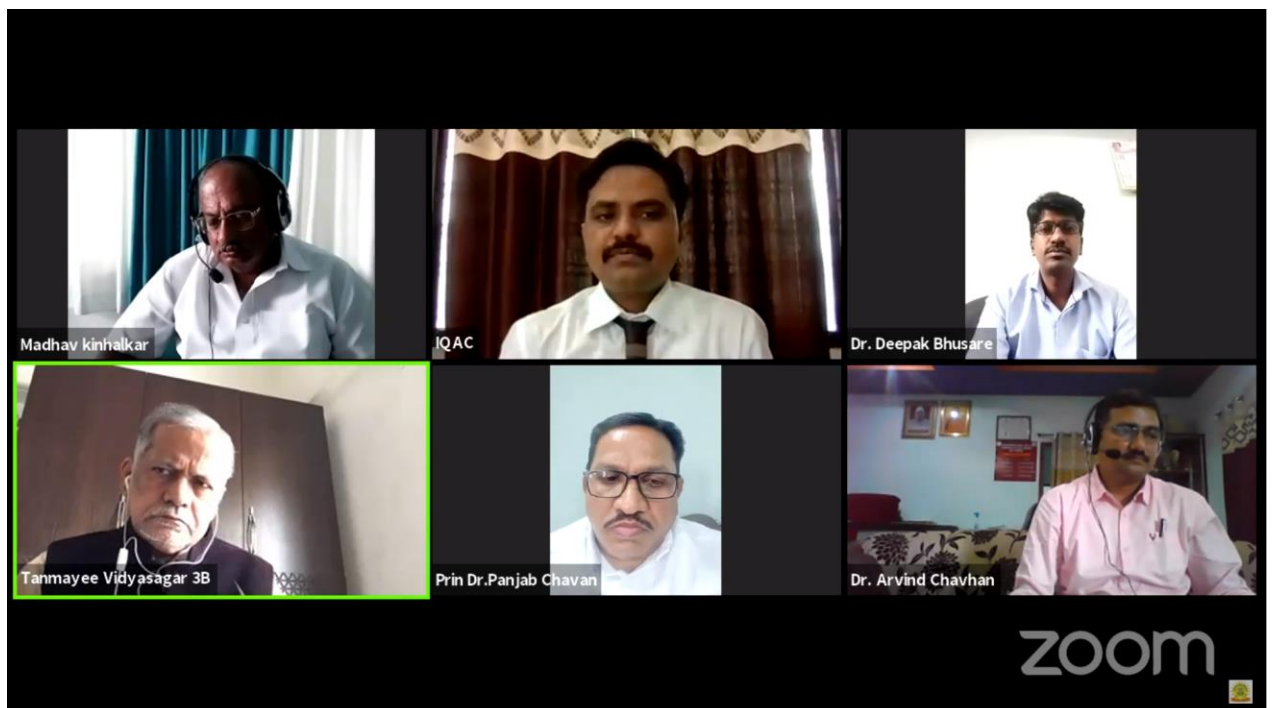 Madhav kinhalkar
IQAC
Dr. Deepak Bhusare
Tanmayee Vidyasagar 3B
Prin Dr.Panjab Chavan
Dr. Arvind Chavhan
zoom